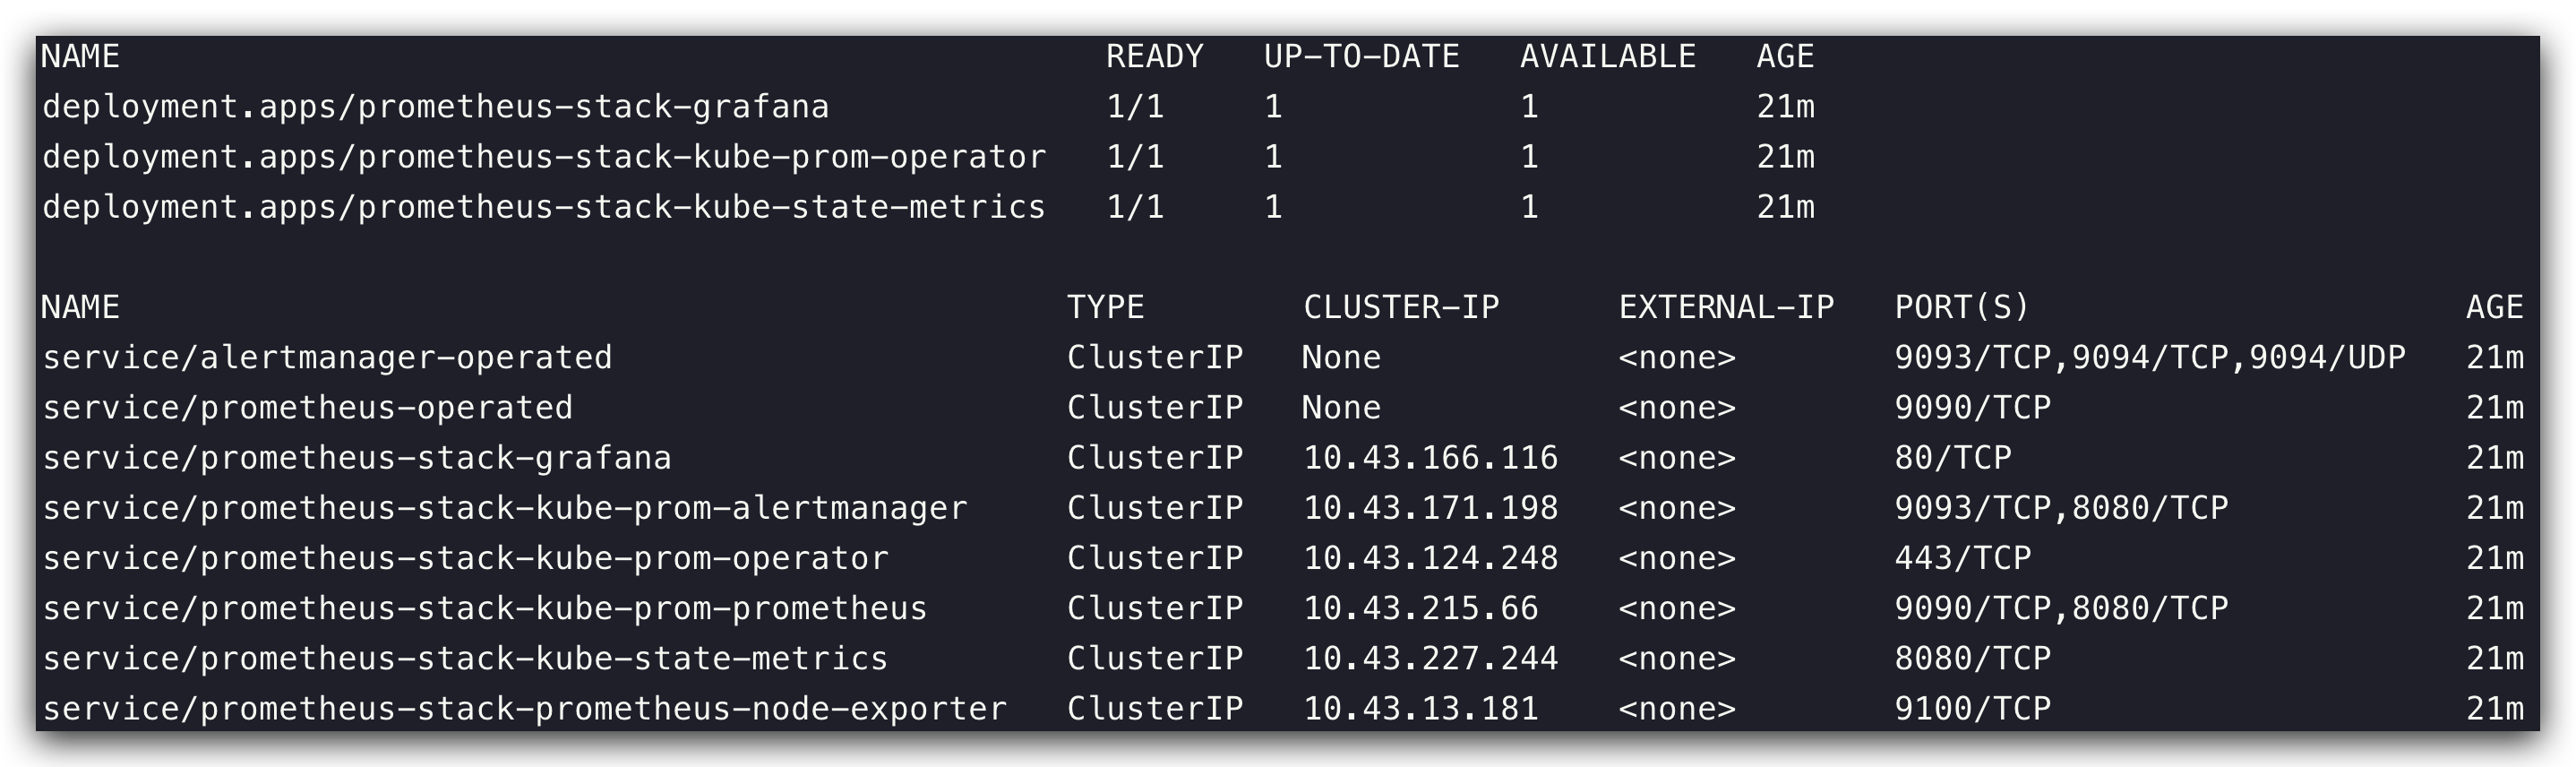 NAME                                                  READY   UP-TO-DATE   AVAILABLE   AGE
deployment.apps/prometheus-stack-grafana              1/1     1            1           21m
deployment.apps/prometheus-stack-kube-prom-operator   1/1     1            1           21m
deployment.apps/prometheus-stack-kube-state-metrics   1/1     1            1           21m

NAME                                                TYPE        CLUSTER-IP      EXTERNAL-IP   PORT(S)                      AGE
service/alertmanager-operated                       ClusterIP   None            <none>        9093/TCP,9094/TCP,9094/UDP   21m
service/prometheus-operated                         ClusterIP   None            <none>        9090/TCP                     21m
service/prometheus-stack-grafana                    ClusterIP   10.43.166.116   <none>        80/TCP                       21m
service/prometheus-stack-kube-prom-alertmanager     ClusterIP   10.43.171.198   <none>        9093/TCP,8080/TCP            21m
service/prometheus-stack-kube-prom-operator         ClusterIP   10.43.124.248   <none>        443/TCP                      21m
service/prometheus-stack-kube-prom-prometheus       ClusterIP   10.43.215.66    <none>        9090/TCP,8080/TCP            21m
service/prometheus-stack-kube-state-metrics         ClusterIP   10.43.227.244   <none>        8080/TCP                     21m
service/prometheus-stack-prometheus-node-exporter   ClusterIP   10.43.13.181    <none>        9100/TCP                     21m